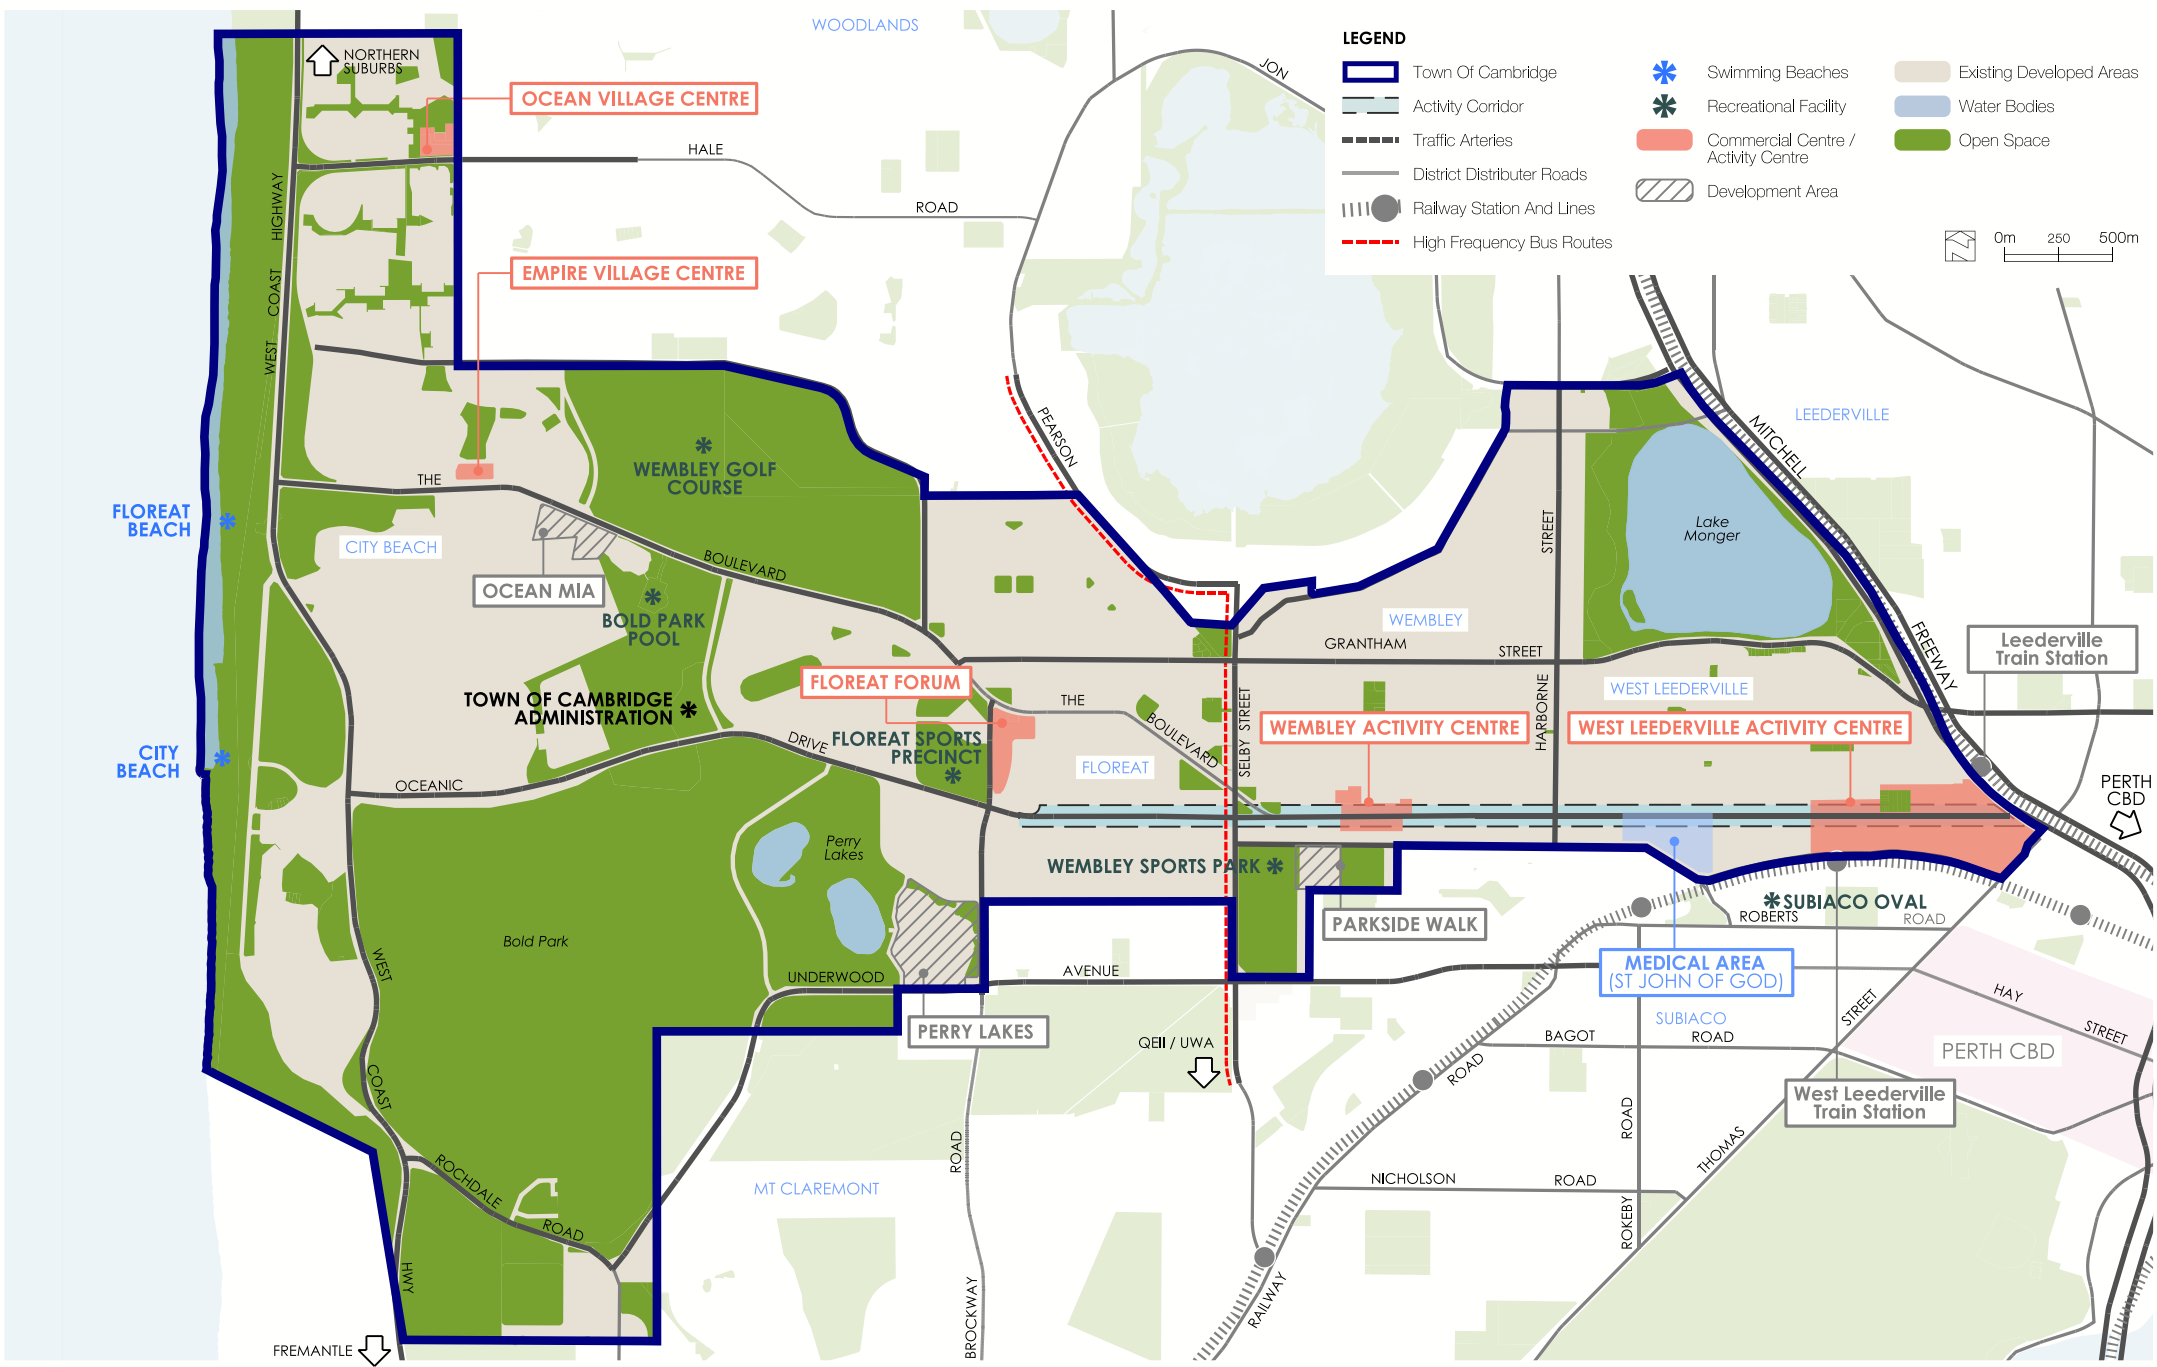 WOODLANDS
NORTHERN
SUBURBS
OCEAN VILLAGE CENTRE
HALE
ROAD
JON
LEGEND
Town Of Cambridge
Activity Corridor
Traffic Arteries
District Distributer Roads
Railway Station And Lines
High Frequency Bus Routes
Swimming Beaches
Recreational Facility
Commercial Centre /
Activity Centre
Development Area
Existing Developed Areas
Water Bodies
Open Space
0m 250 500m
WEST COAST HIGHWAY
EMPIRE VILLAGE CENTRE
PEARSON
LEEDERVILLE
MITCHELL
FREEWAY
WEMBLEY GOLF
COURSE
THE
BOULEVARD
FLOREAT
BEACH
CITY BEACH
OCEAN MIA
BOLD PARK
POOL
Lake
Monger
STREET
HARBORNE
WEMBLEY
GRANTHAM
STREET
Leederville
Train Station
FLOREAT FORUM
TOWN OF CAMBRIDGE
ADMINISTRATION
WEST LEEDERVILLE
THE
BOULEVARD
SELBY STREET
WEMBLEY ACTIVITY CENTRE
WEST LEEDERVILLE ACTIVITY CENTRE
DRIVE
FLOREAT SPORTS
PRECINCT
CITY
BEACH
FLOREAT
OCEANIC
PERTH
CBD
Perry
Lakes
WEMBLEY SPORTS PARK
PARKSIDE WALK
SUBIACO OVAL
ROBERTS
ROAD
Bold Park
WEST
COAST
HWY
UNDERWOOD
AVENUE
MEDICAL AREA
(ST JOHN OF GOD)
SUBIACO
HAY
STREET
PERRY LAKES
QEII / UWA
BAGOT
ROAD
STREET
THOMAS
PERTH CBD
ROAD
RAILWAY
West Leederville
Train Station
ROCHDALE
ROAD
MT CLAREMONT
ROAD
BROCKWAY
NICHOLSON
ROAD
ROAD
ROKEBY
FREMANTLE